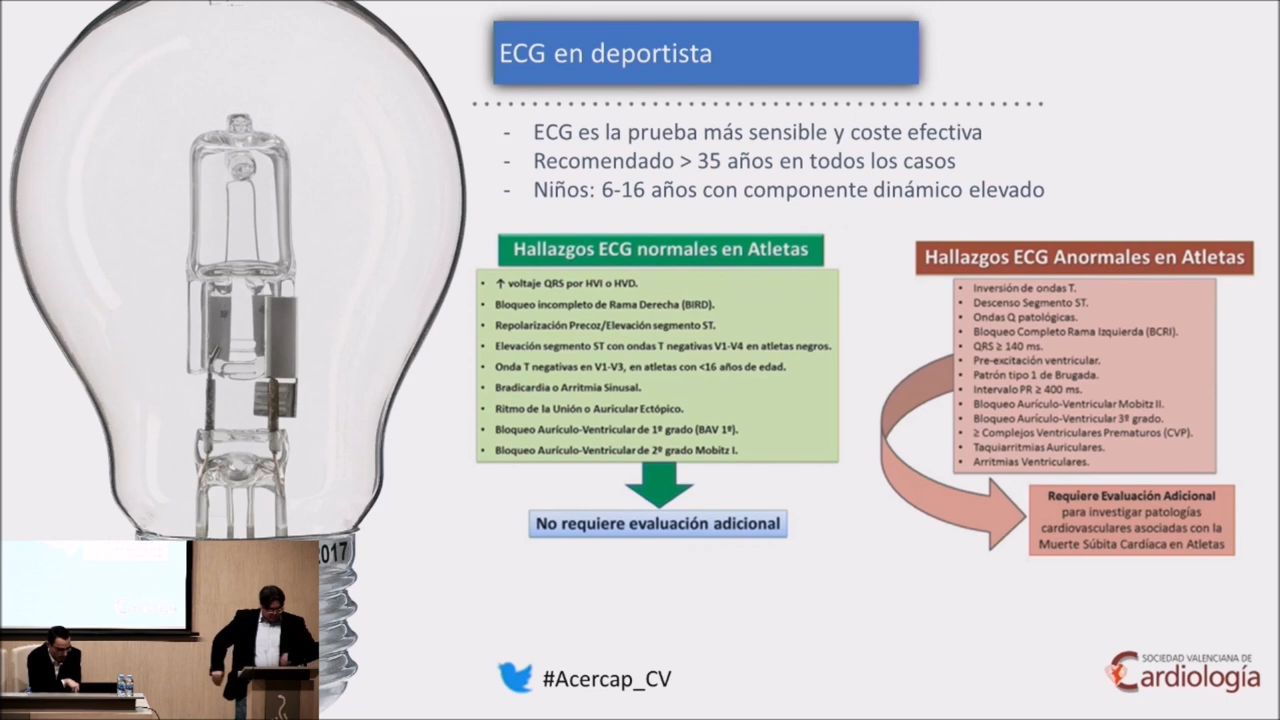 ECG en deportista
- ECG es la prueba más sensible y coste efectiva
- Recomendado > 35 años en todos los casos
- Niños: 6-16 años con componente dinámico elevado
Hallazgos ECG normales en Atletas
• ↑ voltaje QRS por HVI o HVD.
• Bloqueo incompleto de Rama Derecha (BIRD).
• Repolarización Precoz/Elevación segmento ST.
• Elevación segmento ST con ondas T negativas V1-V4 en atletas negros.
• Onda T negativas en V1-V3, en atletas con <16 años de edad.
• Bradicardia o Arritmia Sinusal.
• Ritmo de la Unión o Auricular Ectópico.
• Bloqueo Aurículo-Ventricular de 1º grado (BAV 1º).
• Bloqueo Aurículo-Ventricular de 2º grado Mobitz I.
No requiere evaluación adicional
Hallazgos ECG Anormales en Atletas
• Inversión de ondas T.
• Descenso Segmento ST.
• Ondas Q patológicas.
• Bloqueo Completo Rama Izquierda (BCRI).
• QRS ≥ 140 ms.
• Pre-excitación ventricular.
• Patrón tipo 1 de Brugada.
• Intervalo PR ≥ 400 ms.
• Bloqueo Aurículo-Ventricular Mobitz II.
• Bloqueo Aurículo-Ventricular 3º grado.
• ≥ Complejos Ventriculares Prematuros (CVP).
• Taquiarritmias Auriculares.
• Arritmias Ventriculares.
Requiere Evaluación Adicional
para investigar patologías
cardiovasculares asociadas con la
Muerte Súbita Cardíaca en Atletas
2017
Cardiología
#Acercap_CV
SOCIEDAD VALENCIANA DE
Cardiología